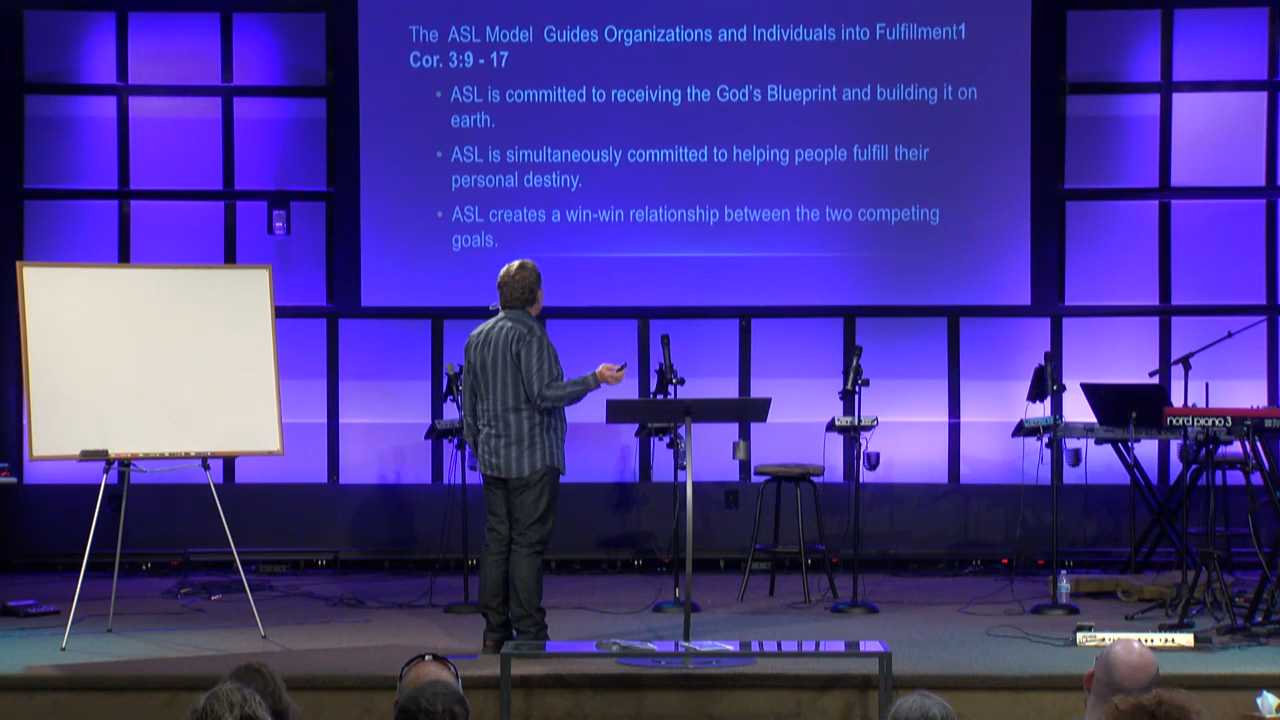 The ASL Model Guides Organizations and Individuals into Fulfillment1
Cor. 3:9 - 17
• ASL is committed to receiving the God's Blueprint and building it on
earth.
• ASL is simultaneously committed to helping people fulfill their
personal destiny.
• ASL creates a win-win relationship between the two competing
goals.
nord piano 3